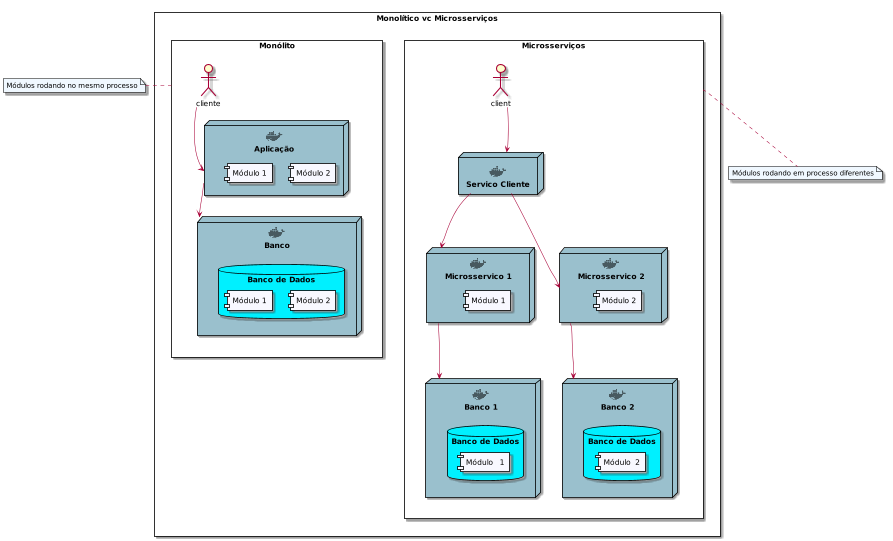 Monolítico vc Microsserviços
Monólito
Microsserviços
Módulos rodando no mesmo processo
cliente
client
Aplicação
Módulo 1
Módulo 2
Servico Cliente
Módulos rodando em processo diferentes
Banco
Banco de Dados
Módulo 1
Módulo 2
Microsservico 1
Módulo 1
Microsservico 2
Módulo 2
Banco 1
Banco de Dados
Módulo 1
Banco 2
Banco de Dados
Módulo 2